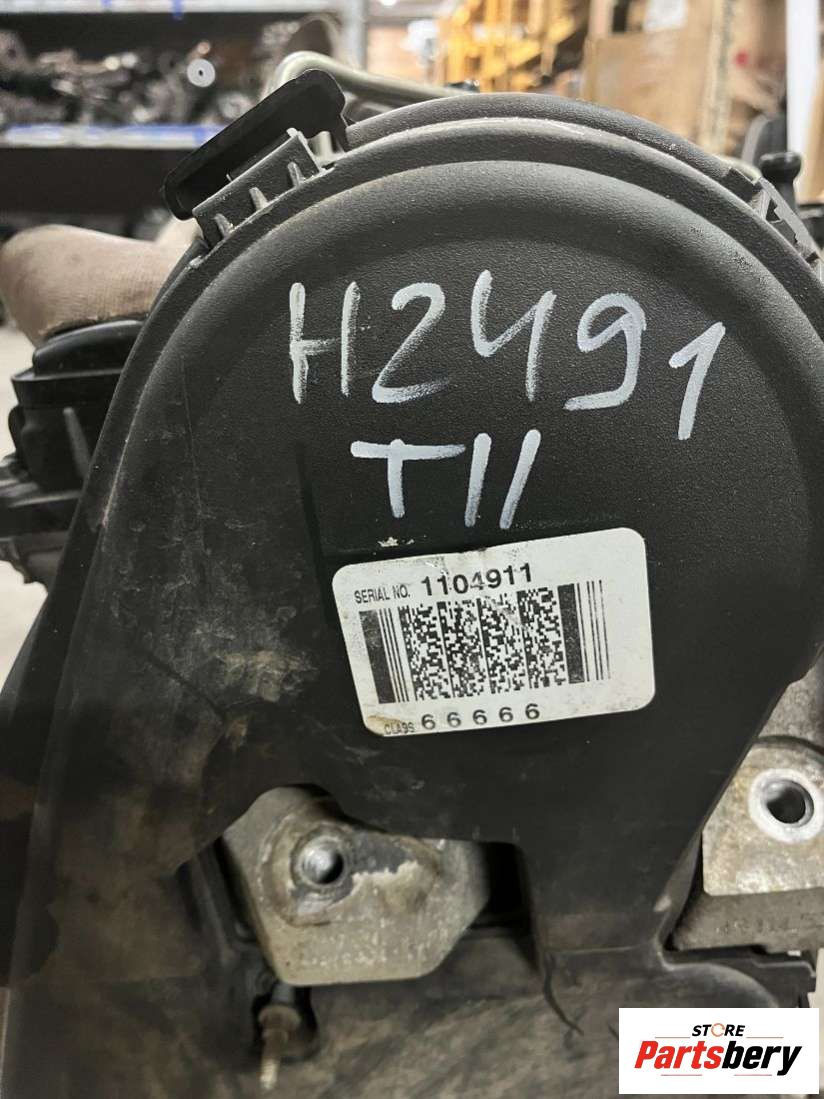 H2491
T11
SERIAL NO. 1104911
CLASS 66666
STORE
Partsbery